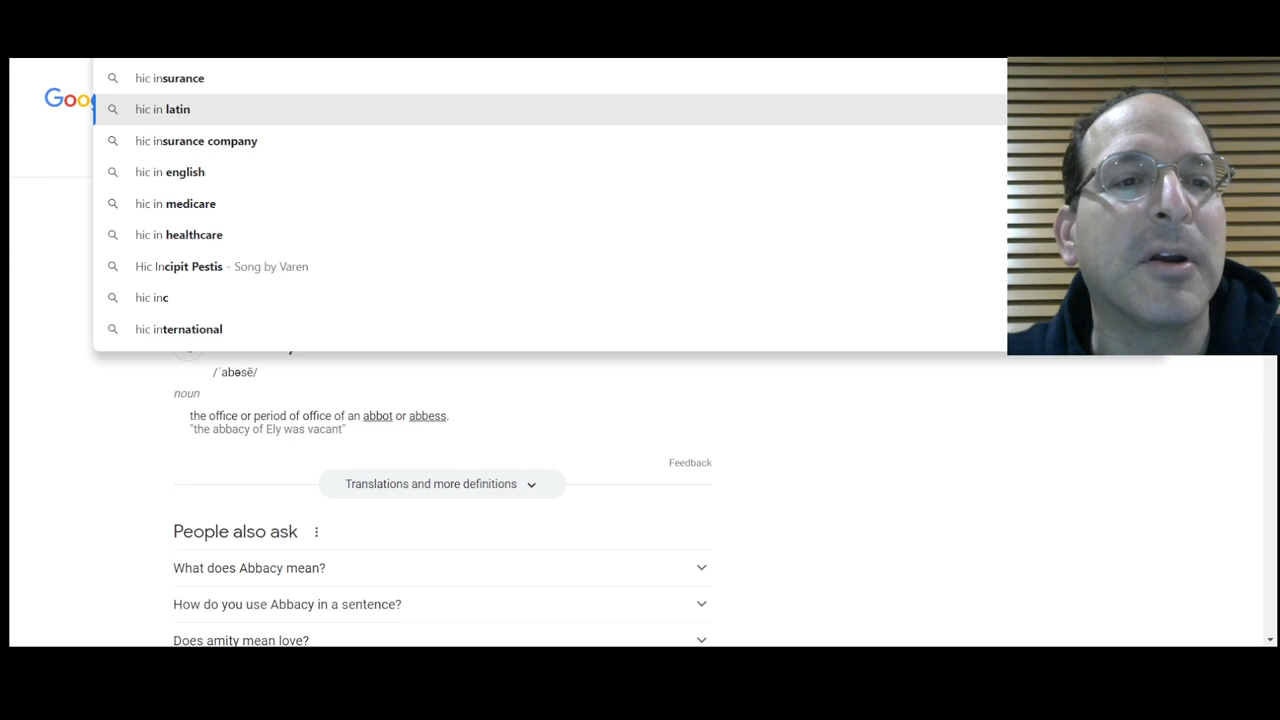 hic insurance
hic in latin
hic insurance company
hic in english
hic in medicare
hic in healthcare
Hic Incipit Pestis - Song by Varen
hic inc
hic international
/ˈabəsē/
noun
the office or period of office of an abbot or abbess.
"the abbacy of Ely was vacant"
Feedback
Translations and more definitions
People also ask
What does Abbacy mean?
How do you use Abbacy in a sentence?
Does amity mean love?